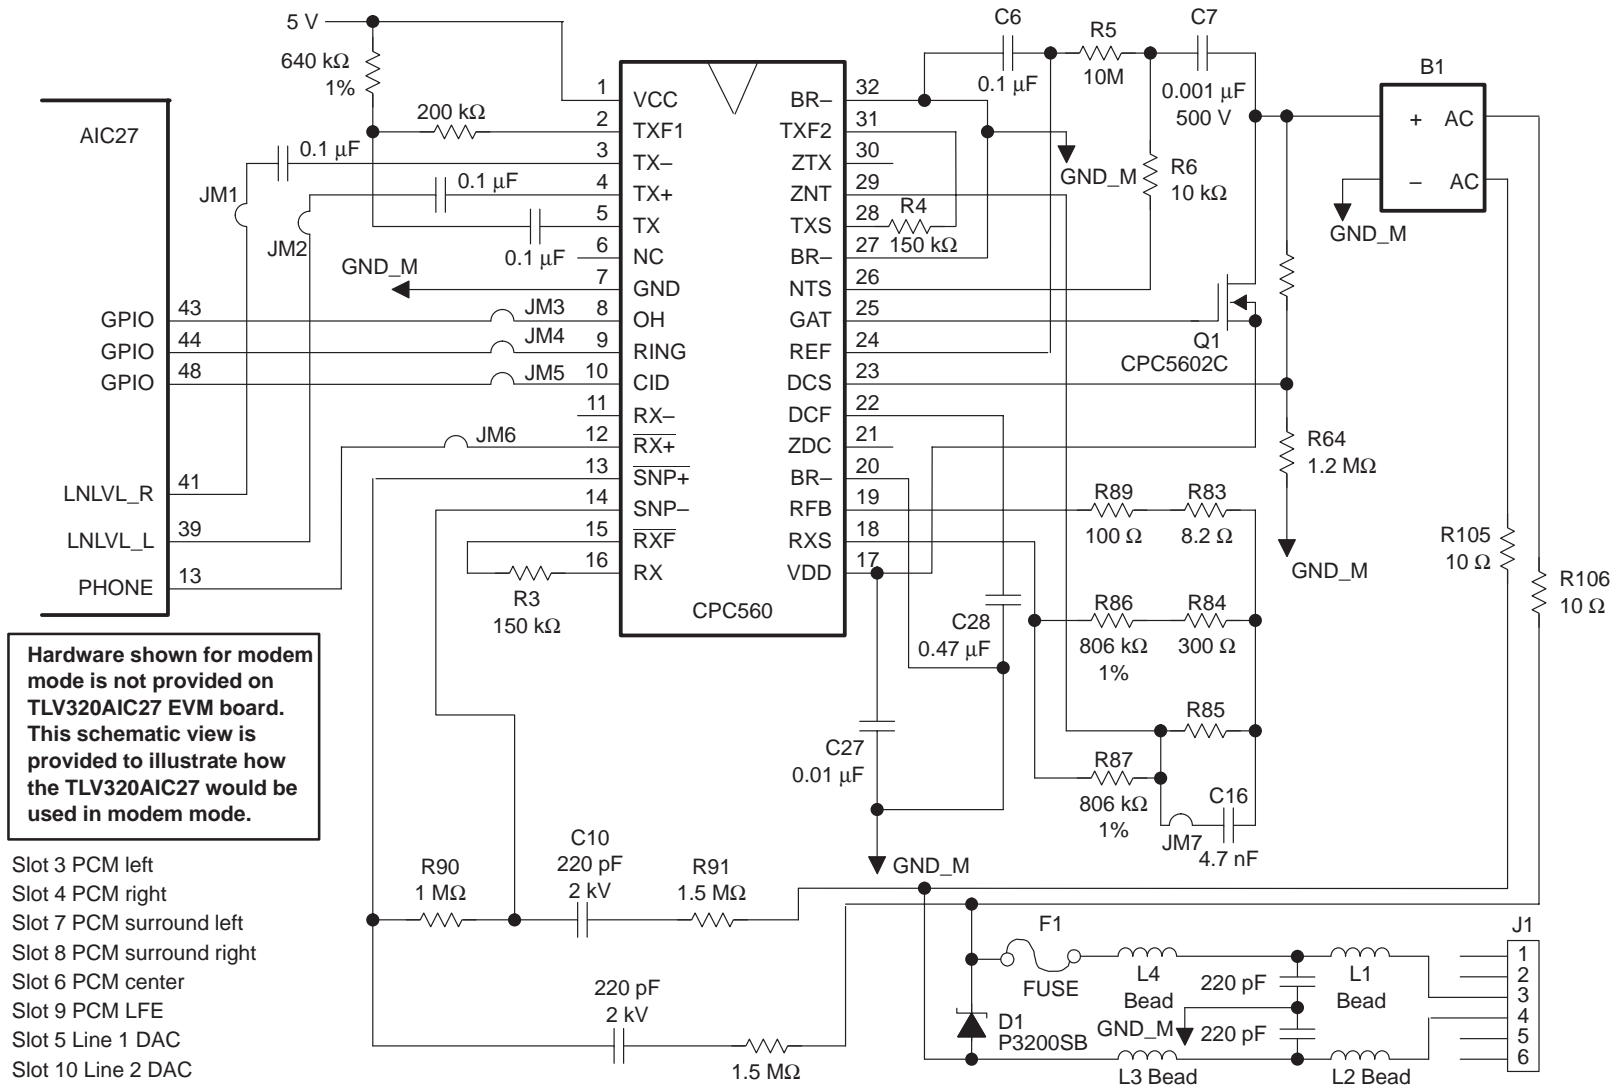 5 V
640 kΩ
1%
200 kΩ
0.1 μF
0.1 μF
0.1 μF
JM1
JM2
GND_M
AIC27
GPIO 43
GPIO 44
GPIO 48
LNLVL_R 41
LNLVL_L 39
PHONE 13
JM3
JM4
JM5
JM6
1 VCC
2 TXF1
3 TX–
4 TX+
5 TX
6 NC
7 GND
8 OH
9 RING
10 CID
11 RX–
12 RX+
13 SNP+
14 SNP–
15 RXF
16 RX
R3
150 kΩ
BR– 32
TXF2 31
ZTX 30
ZNT 29
TXS 28
BR– 27
NTS 26
GAT 25
REF 24
DCS 23
DCF 22
ZDC 21
BR– 20
RFB 19
RXS 18
VDD 17
CPC560
C6
0.1 μF
R5
10M
C7
0.001 μF
500 V
R6
10 kΩ
GND_M
R4
150 kΩ
Q1
CPC5602C
B1
+ AC
– AC
GND_M
R64
1.2 MΩ
GND_M
R105
10 Ω
R106
10 Ω
R89
100 Ω
R83
8.2 Ω
R86
806 kΩ
1%
R84
300 Ω
R85
R87
806 kΩ
1%
C16
4.7 nF
JM7
C28
0.47 μF
C27
0.01 μF
GND_M
Hardware shown for modem
mode is not provided on
TLV320AIC27 EVM board.
This schematic view is
provided to illustrate how
the TLV320AIC27 would be
used in modem mode.
Slot 3 PCM left
Slot 4 PCM right
Slot 7 PCM surround left
Slot 8 PCM surround right
Slot 6 PCM center
Slot 9 PCM LFE
Slot 5 Line 1 DAC
Slot 10 Line 2 DAC
R90
1 MΩ
C10
220 pF
2 kV
R91
1.5 MΩ
220 pF
2 kV
1.5 MΩ
F1
FUSE
D1
P3200SB
L4
Bead
L1
Bead
220 pF
GND_M
220 pF
L3 Bead
L2 Bead
J1
1
2
3
4
5
6